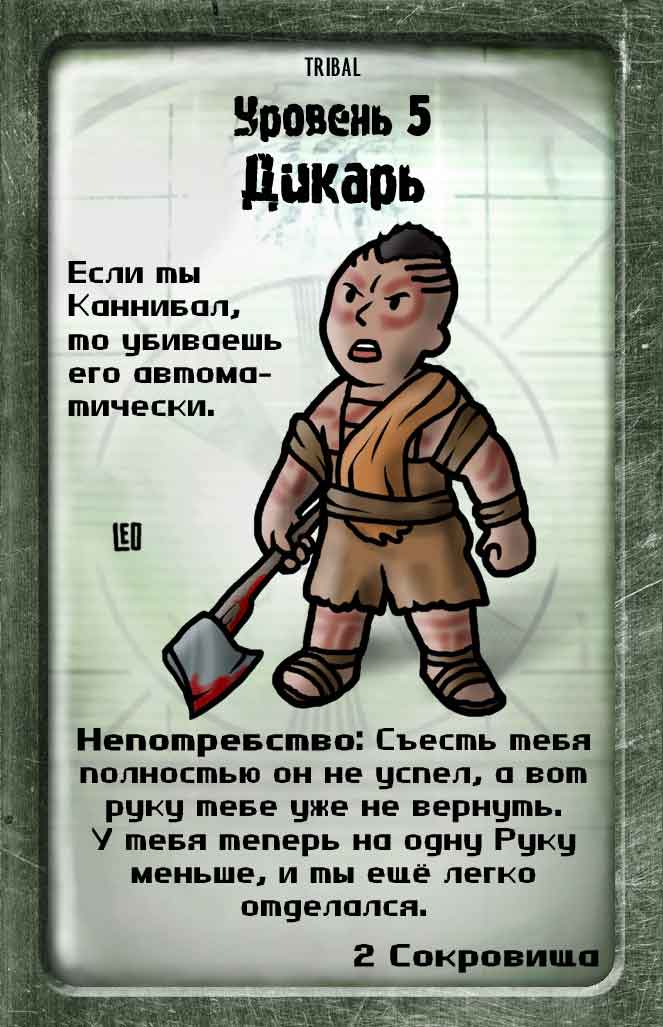 TRIBAL
Уровень 5
Дикарь
Если ты
Каннибал,
то убиваешь
его автома-
тически.
LEO
Непотребство: Съесть тебя
полностью он не успел, а вот
руку тебе уже не вернуть.
У тебя теперь на одну Руку
меньше, и ты ещё легко
отделался.
2 Сокровища